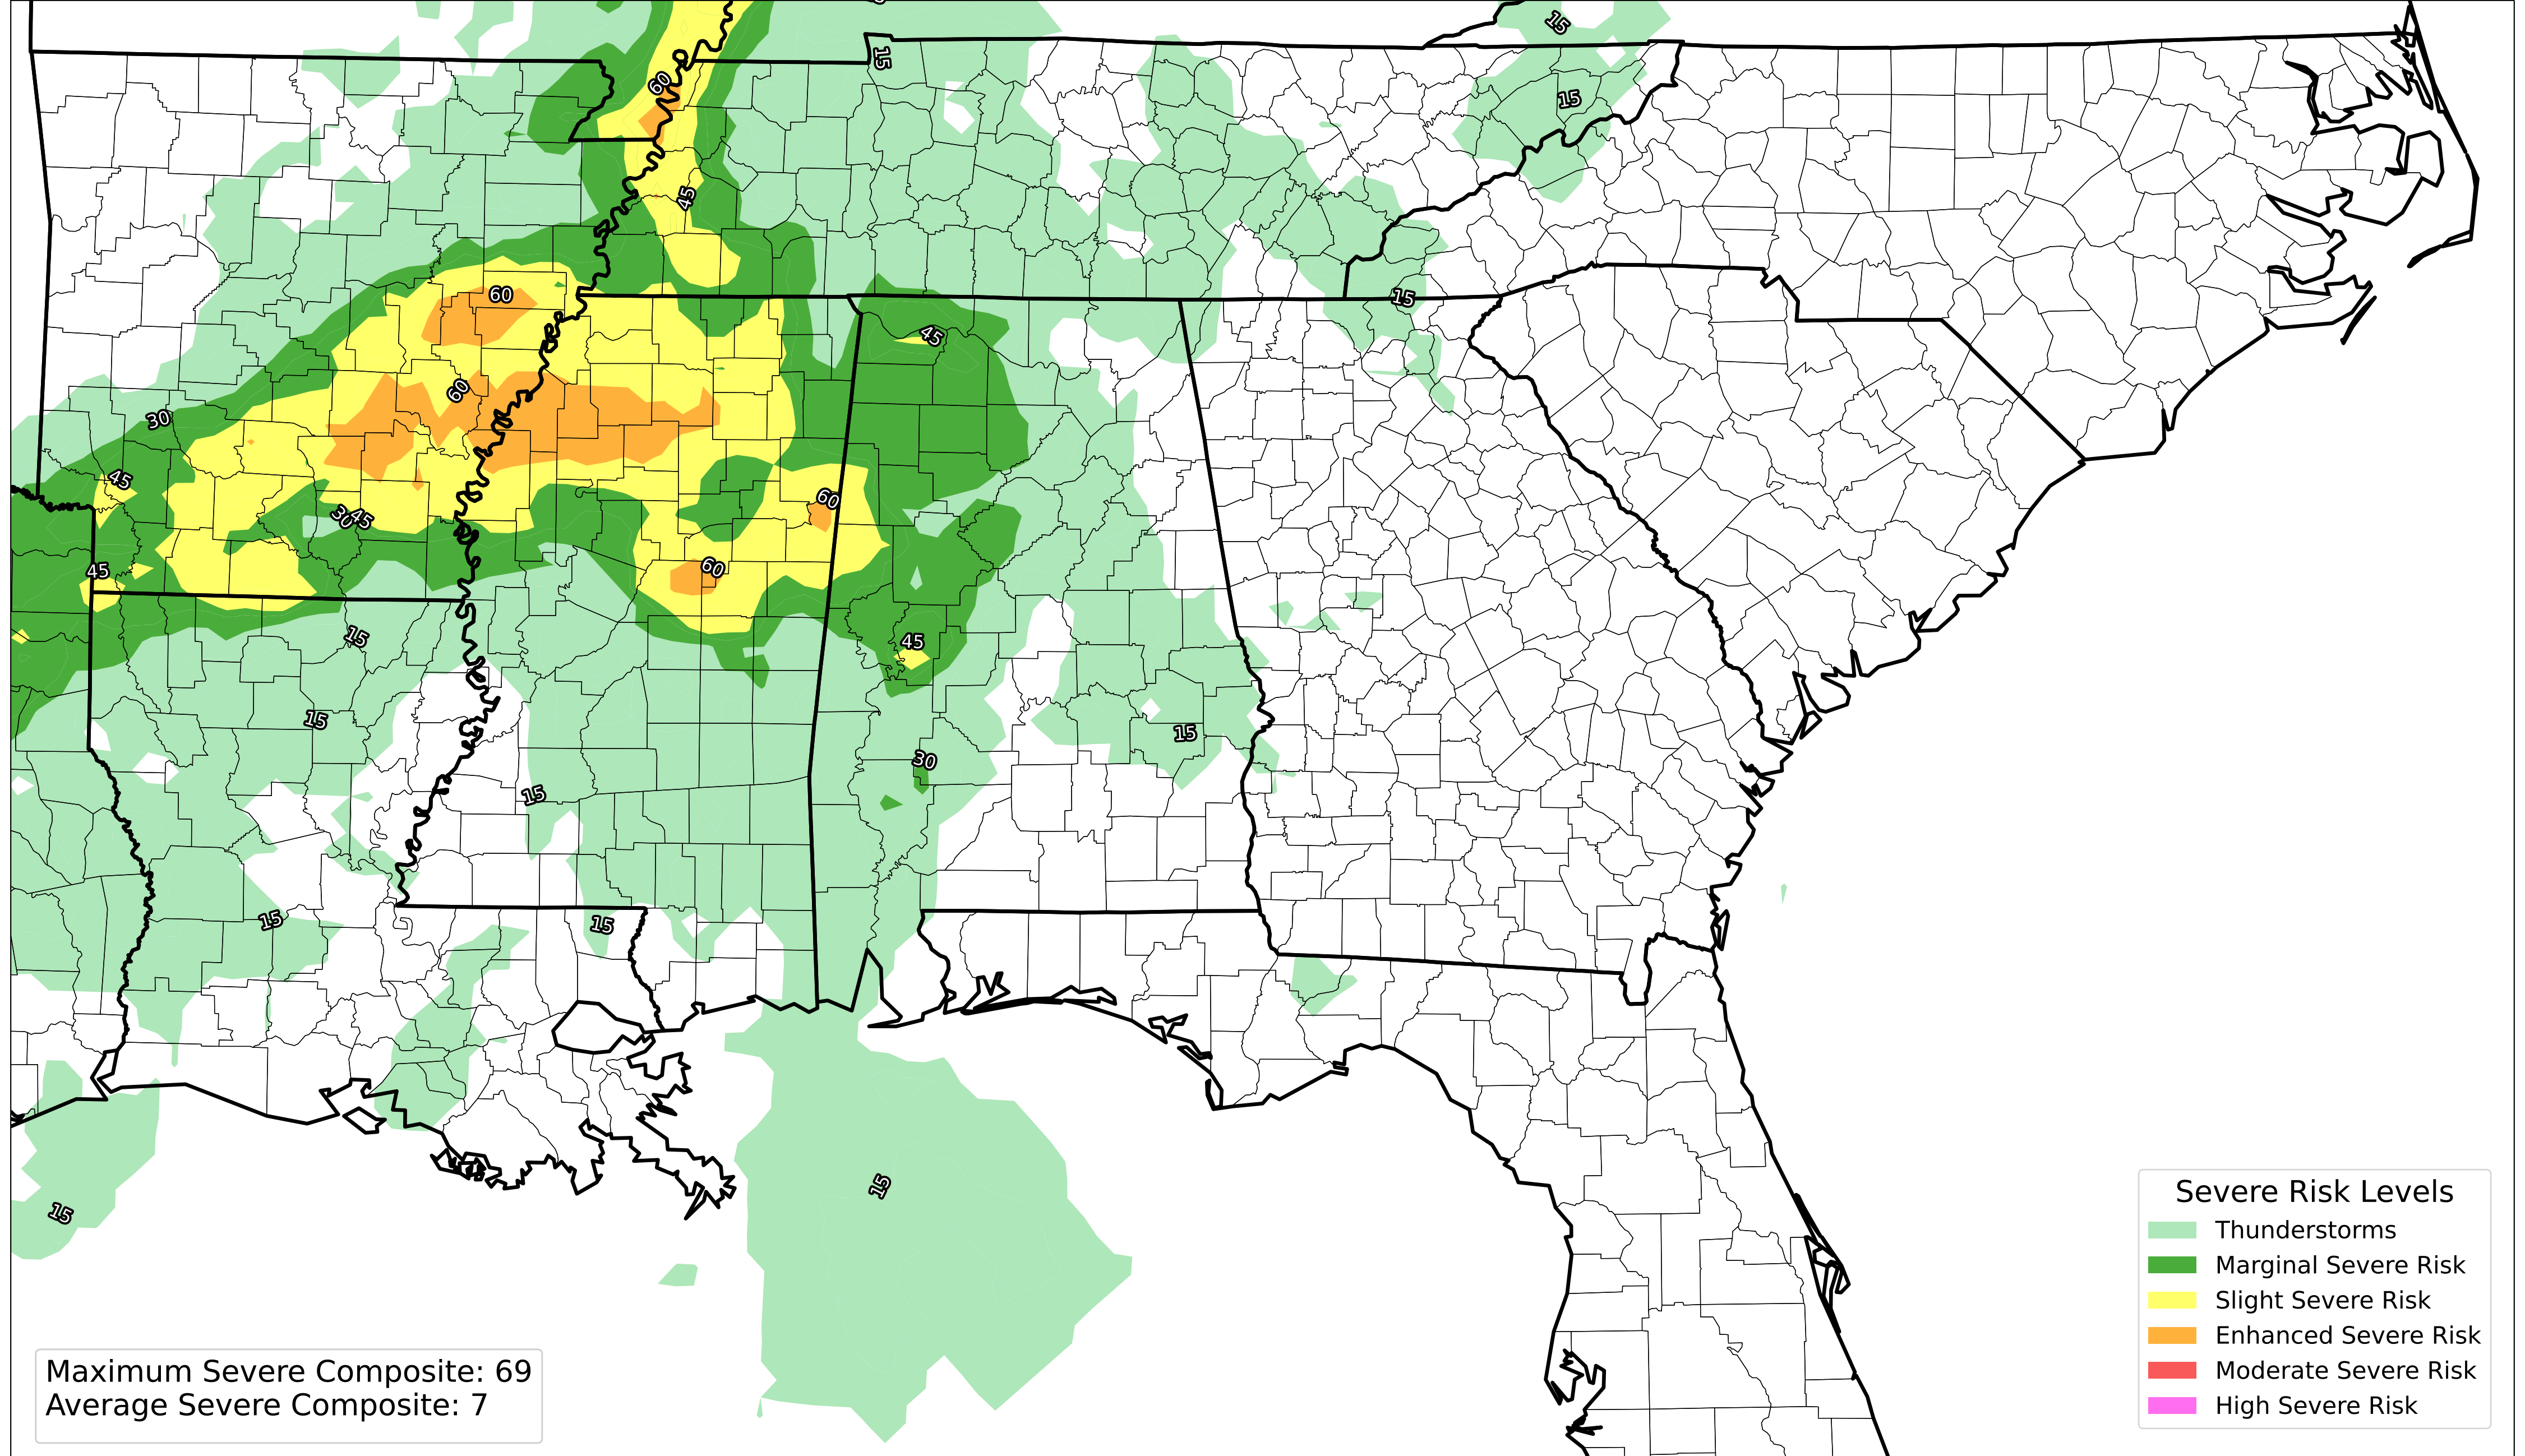 15
15
60
15
45
60
45
60
30
45
60
30
45
60
45
15
45
15
15
15
30
15
15
15
15
15
Severe Risk Levels
Thunderstorms
Marginal Severe Risk
Slight Severe Risk
Enhanced Severe Risk
Moderate Severe Risk
High Severe Risk
Maximum Severe Composite: 69
Average Severe Composite: 7